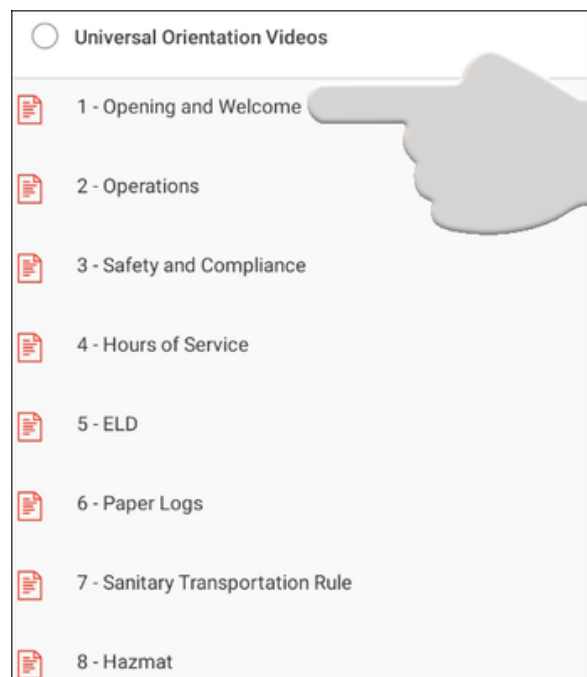 Universal Orientation Videos
1 - Opening and Welcome
2 - Operations
3 - Safety and Compliance
4 - Hours of Service
5 - ELD
6 - Paper Logs
7 - Sanitary Transportation Rule
8 - Hazmat